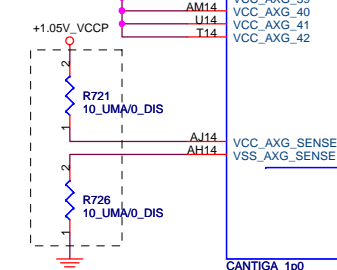 VCC_AXG_39
AM14 VCC_AXG_40
U14 VCC_AXG_41
T14 VCC_AXG_42
+1.05V_VCCP
2
R721
10_UMA/0_DIS
1
AJ14 VCC_AXG_SENSE
AH14 VSS_AXG_SENSE
2
R726
10_UMA/0_DIS
1
CANTIGA_1p0